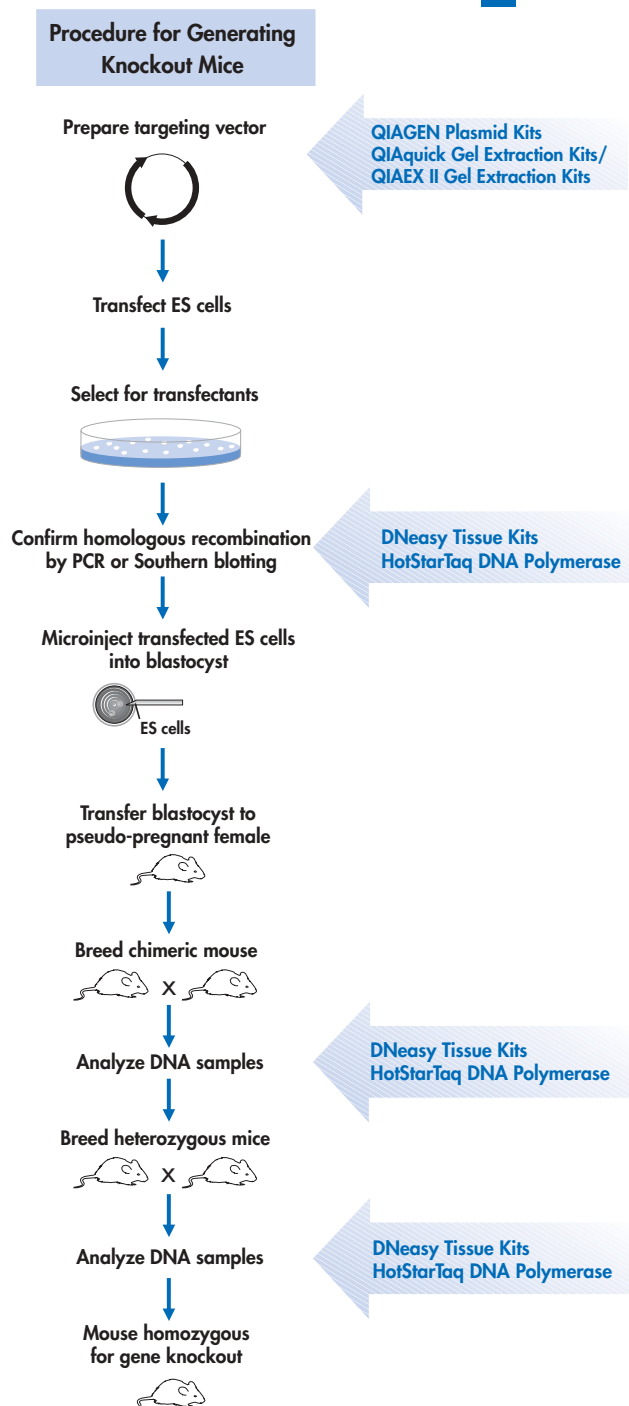 Procedure for Generating
Knockout Mice
Prepare targeting vector
QIAGEN Plasmid Kits
QIAquick Gel Extraction Kits/
QIAEX II Gel Extraction Kits
Transfect ES cells
Select for transfectants
Confirm homologous recombination
by PCR or Southern blotting
DNeasy Tissue Kits
HotStarTaq DNA Polymerase
Microinject transfected ES cells
into blastocyst
ES cells
Transfer blastocyst to
pseudo-pregnant female
Breed chimeric mouse
x
Analyze DNA samples
DNeasy Tissue Kits
HotStarTaq DNA Polymerase
Breed heterozygous mice
x
Analyze DNA samples
DNeasy Tissue Kits
HotStarTaq DNA Polymerase
Mouse homozygous
for gene knockout